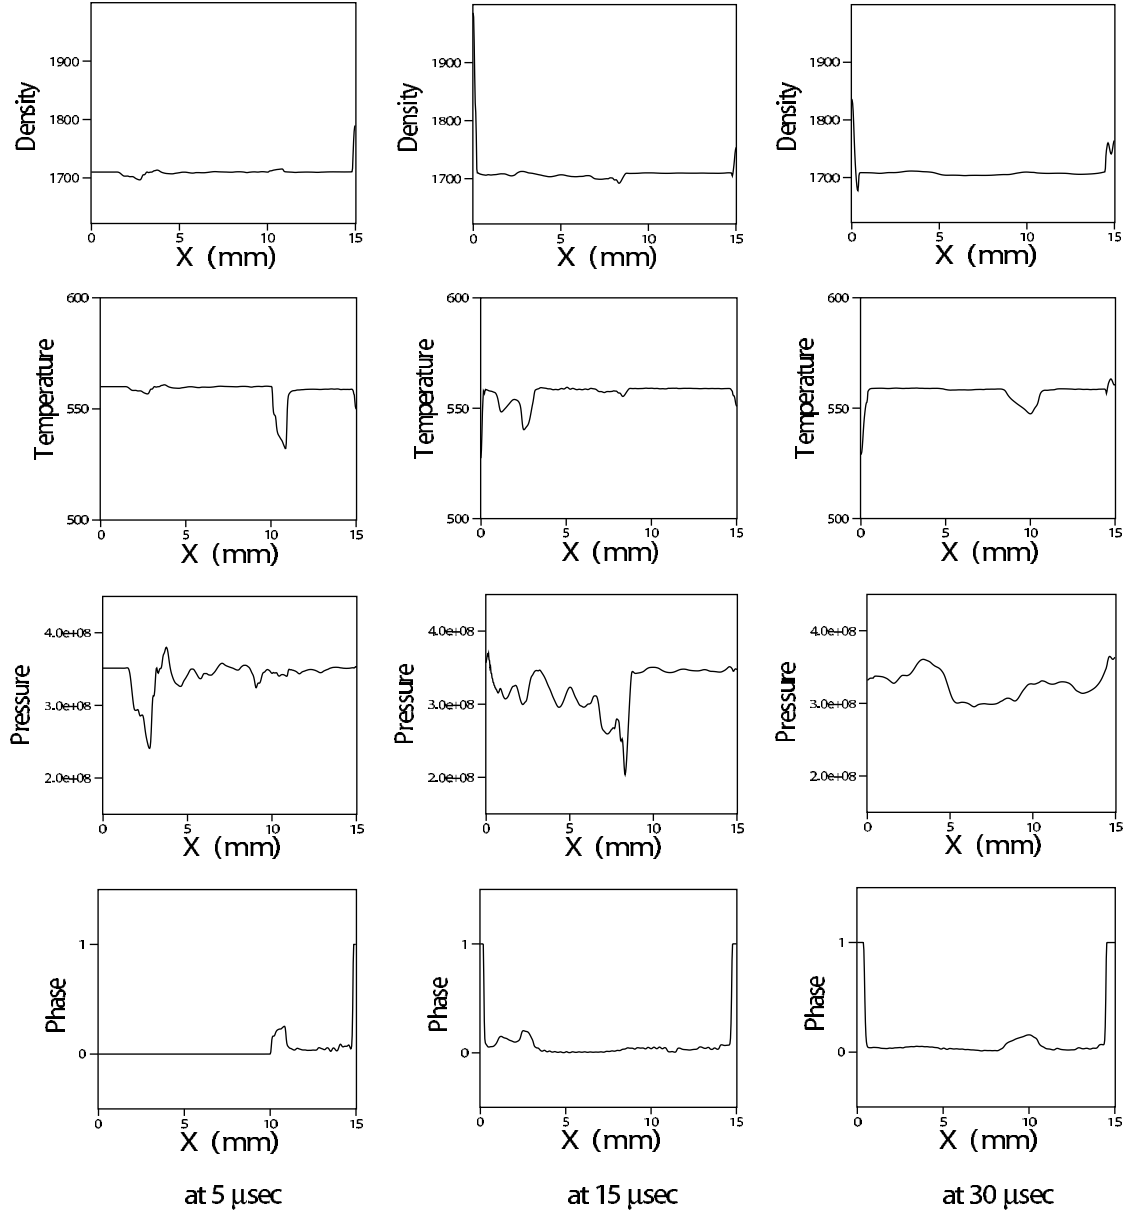 1900
1800
1700
Density
0 5 10 15
X (mm)
1900
1800
1700
Density
0 5 10 15
X (mm)
1900
1800
1700
Density
0 5 10 15
X (mm)
600
550
500
Temperature
0 5 10 15
X (mm)
600
550
500
Temperature
0 5 10 15
X (mm)
600
550
500
Temperature
0 5 10 15
X (mm)
4.0e+08
3.0e+08
2.0e+08
Pressure
0 5 10 15
X (mm)
4.0e+08
3.0e+08
2.0e+08
Pressure
0 5 10 15
X (mm)
4.0e+08
3.0e+08
2.0e+08
Pressure
0 5 10 15
X (mm)
1
0
Phase
0 5 10 15
X (mm)
1
0
Phase
0 5 10 15
X (mm)
1
0
Phase
0 5 10 15
X (mm)
at 5 μsec
at 15 μsec
at 30 μsec